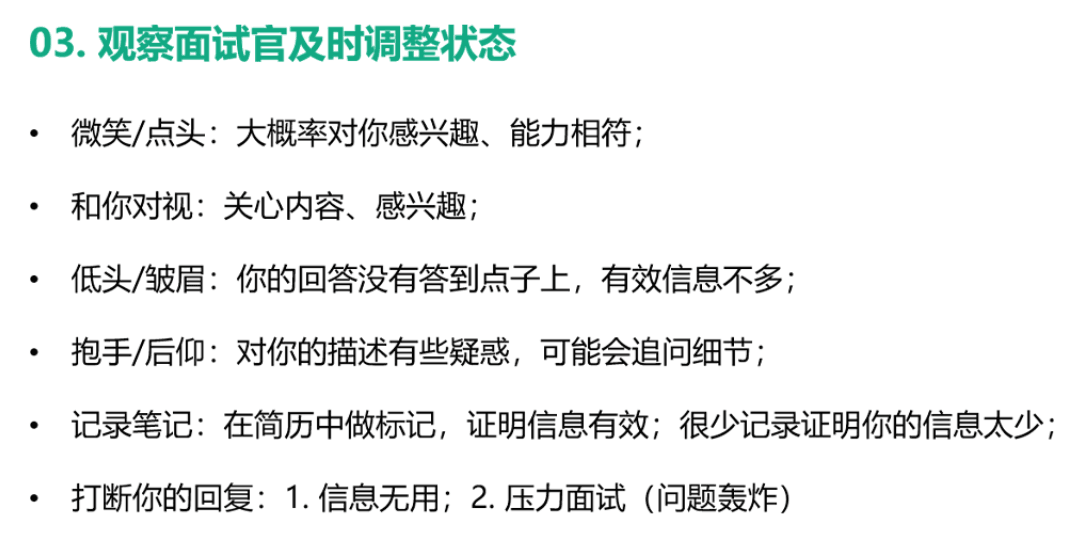 03. 观察面试官及时调整状态
• 微笑/点头：大概率对你感兴趣、能力相符；
• 和你对视：关心内容、感兴趣；
• 低头/皱眉：你的回答没有答到点子上，有效信息不多；
• 抱手/后仰：对你的描述有些疑惑，可能会追问细节；
• 记录笔记：在简历中做标记，证明信息有效；很少记录证明你的信息太少；
• 打断你的回复：1. 信息无用；2. 压力面试（问题轰炸）